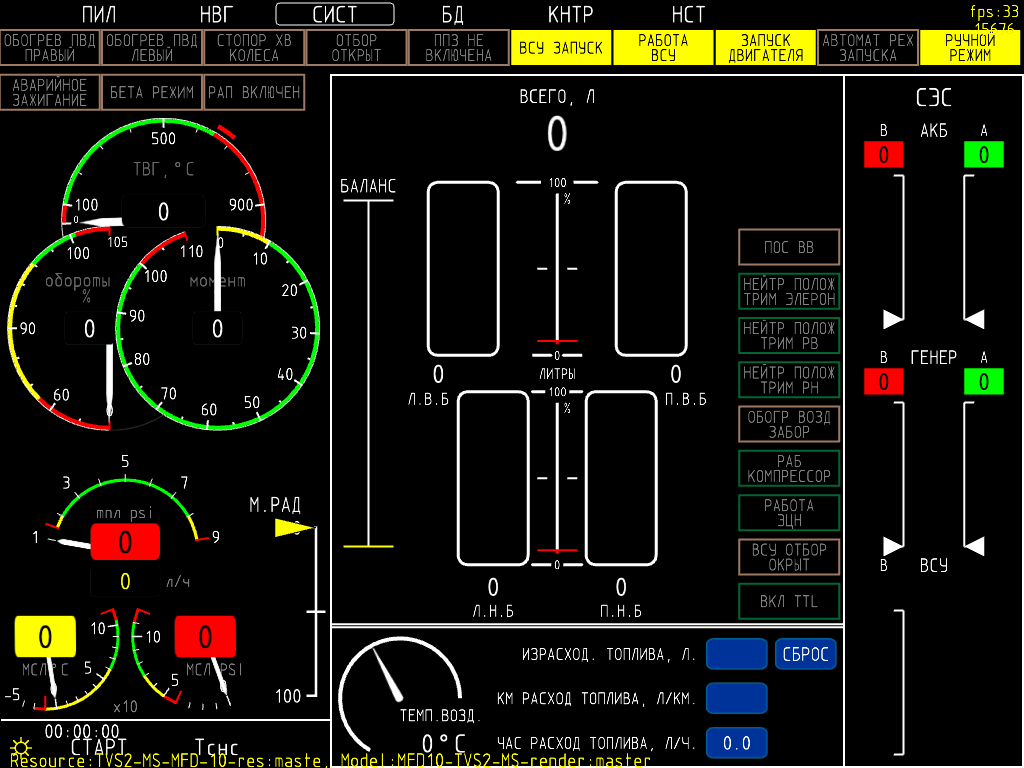 ПИЛ НВГ СИСТ БД КНТР НСТ fps:33
15676
ОБОГРЕВ ПВД ПРАВЫЙ
ОБОГРЕВ ПВД ЛЕВЫЙ
СТОПОР ХВ КОЛЕСА
ОТБОР ОТКРЫТ
ППЗ НЕ ВКЛЮЧЕНА
ВСУ ЗАПУСК
РАБОТА ВСУ
ЗАПУСК ДВИГАТЕЛЯ
АВТОМАТ РЕЖ ЗАПУСКА
РУЧНОЙ РЕЖИМ
АВАРИЙНОЕ ЗАЖИГАНИЕ
БЕТА РЕЖИМ
РАП ВКЛЮЧЕН
500
ТВГ,°C
100 900
0 0
105
100
обороты
%
90 0
60
0
110 0 10
100 момент 20
90 0 30
80 40
70 60 50
5
3 7
мпл psi
1 0 9
0 л/ч
М.РАД
100
0
10
МСЛ°C
5
-5
x10
0
10
МСЛ PSI
5
00:00:00
СТАРТ Тснс
Resource:TVS2-MS-MFD-10-res:maste,
ВСЕГО, Л
0
БАЛАНС
100
%
0
ЛИТРЫ
0 0
Л.В.Б П.В.Б
100
%
0
0 0
Л.Н.Б П.Н.Б
ПОС ВВ
НЕЙТР ПОЛОЖ
ТРИМ ЭЛЕРОН
НЕЙТР ПОЛОЖ
ТРИМ РВ
НЕЙТР ПОЛОЖ
ТРИМ РН
ОБОГР ВОЗД
ЗАБОР
РАБ
КОМПРЕССОР
РАБОТА
ЭЦН
ВСУ ОТБОР
ОКРЫТ
ВКЛ TTL
СЭС
В АКБ А
0 0
В ГЕНЕР А
0 0
В ВСУ
ТЕМП.ВОЗД.
0°C
ИЗРАСХОД. ТОПЛИВА, Л. СБРОС
КМ РАСХОД ТОПЛИВА, Л/КМ.
ЧАС РАСХОД ТОПЛИВА, Л/Ч. 0.0
Model:MFD10-TVS2-MS-render:master